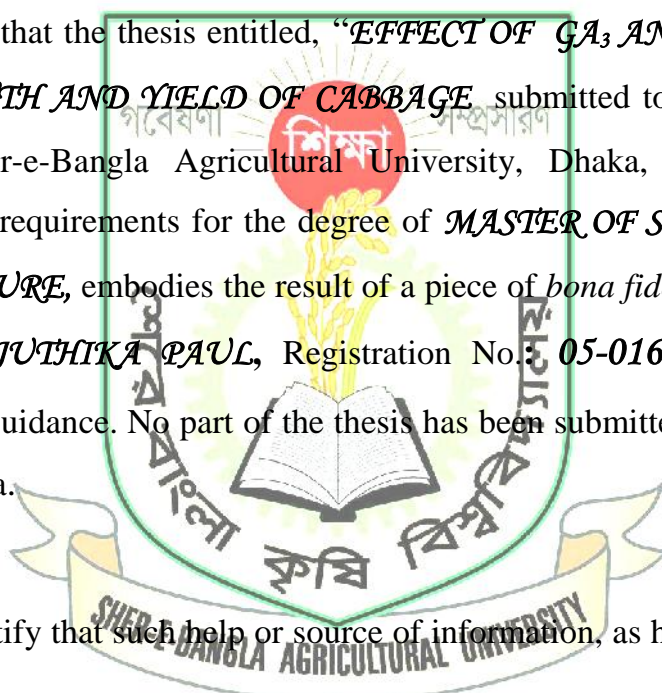 that the thesis entitled, “EFFECT OF GA₃ AN
TH AND YIELD OF CABBAGE submitted to
গবেষণা শিক্ষা সম্প্রসারণ
r-e-Bangla Agricultural University, Dhaka,
requirements for the degree of MASTER OF S
URE, embodies the result of a piece of bona fid
JUTHIKA PAUL, Registration No.: 05-016
uidance. No part of the thesis has been submitte
a.
শেরে বাংলা কৃষি বিশ্ববিদ্যালয়
tify that such help or source of information, as h
SHER-E-BANGLA AGRICULTURAL UNIVERSITY